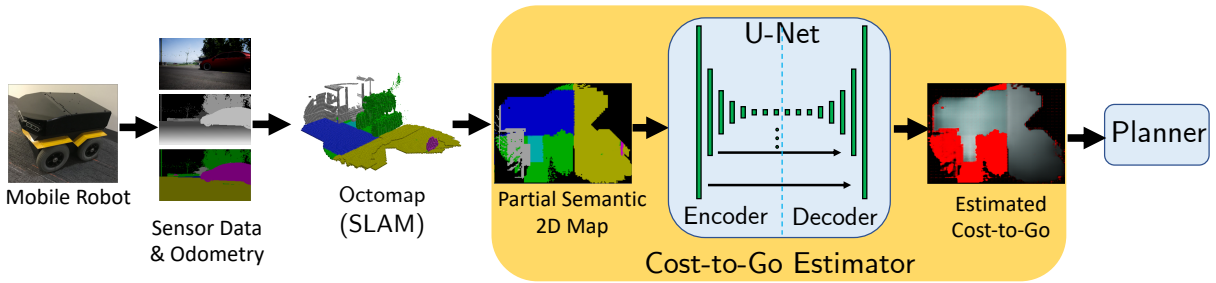 Mobile Robot
Sensor Data
& Odometry
Octomap
(SLAM)
Partial Semantic
2D Map
U-Net
Encoder
Decoder
Estimated
Cost-to-Go
Cost-to-Go Estimator
Planner